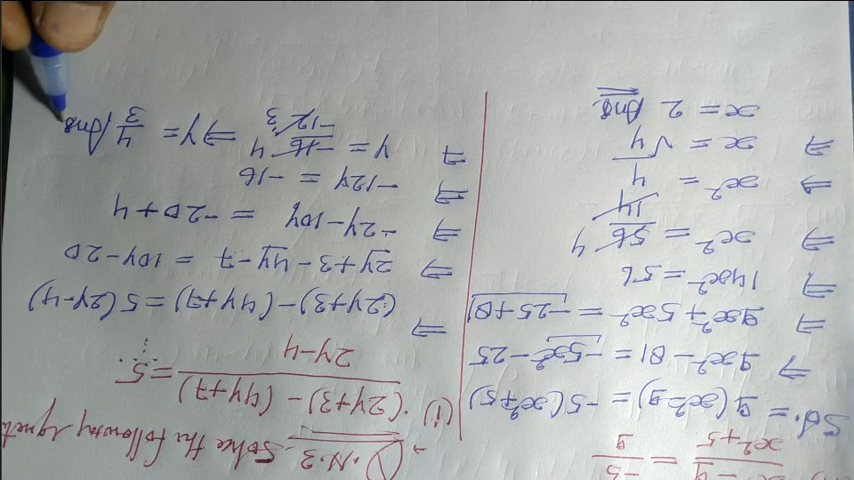 x² - 9 / x²+5 = -5 / 9
Sol. = 9(x²-9) = -5(x²+5)
⇒ 9x² - 81 = -5x² - 25
⇒ 9x² + 5x² = -25+81
⇒ 14x² = 56
⇒ x² = 56/14 4
⇒ x² = 4
⇒ x = √4
x = 2 Ans.
→ Q.N.3. Solve the following
(i) (2y+3) - (4y+7) / 2y-4 = 5
⇒ (2y+3) - (4y+7) = 5(2y-4)
⇒ 2y+3-4y-7 = 10y-20
⇒ -2y-10y = -20+4
⇒ -12y = -16
⇒ y = -16 4 / -12 3 ⇒ y = 4/3 Ans